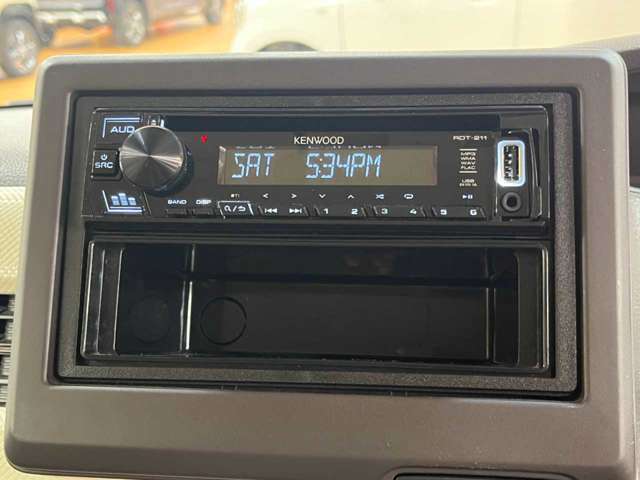 AUD
KENWOOD
RDT-211
SRC
SAT 5:34PM
MP3
WMA
WAV
FLAC
USB
BAND DISP
1 2 3 4 5 6